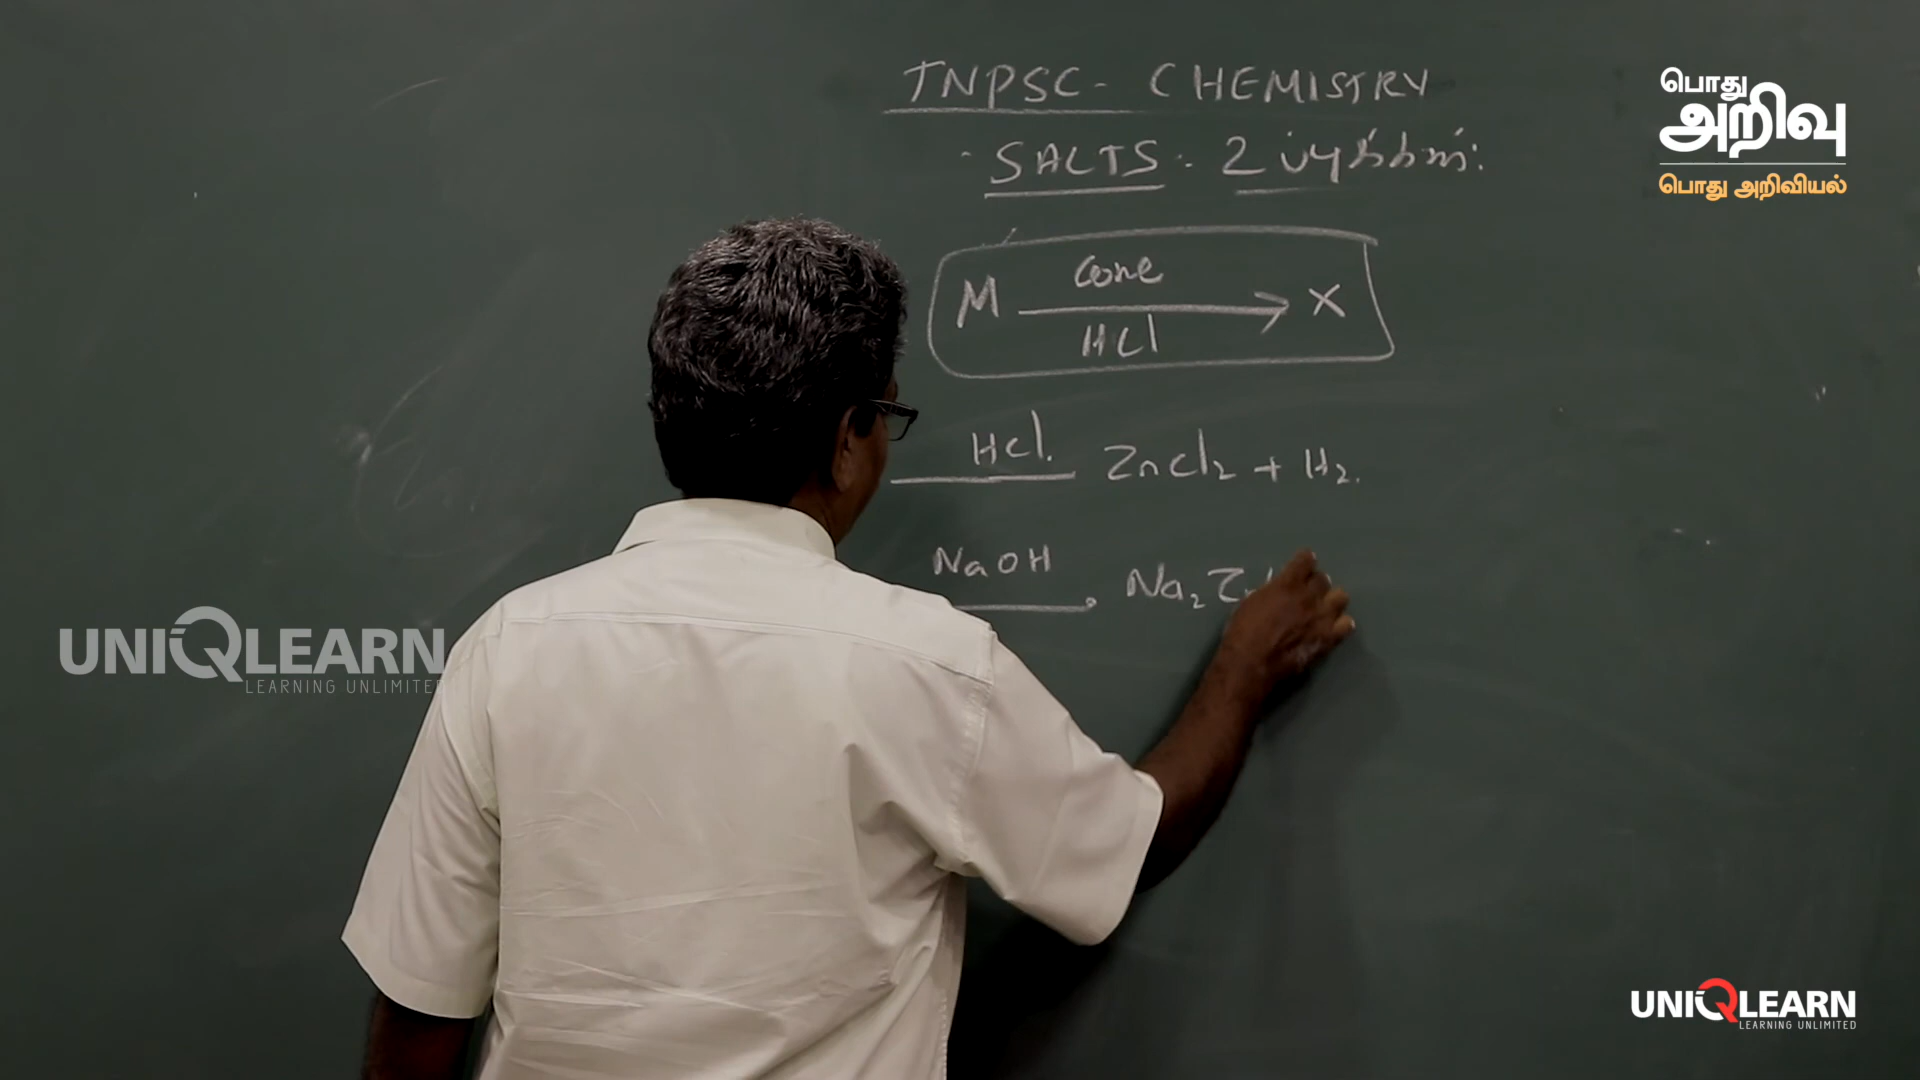 TNPSC - CHEMISTRY
SALTS : உப்புக்கள்:
M conc HCl → X
HCl. ZnCl2 + H2.
NaOH Na2
பொது
அறிவு
பொது அறிவியல்
UNIQLEARN
LEARNING UNLIMITED
UNIQLEARN
LEARNING UNLIMITED